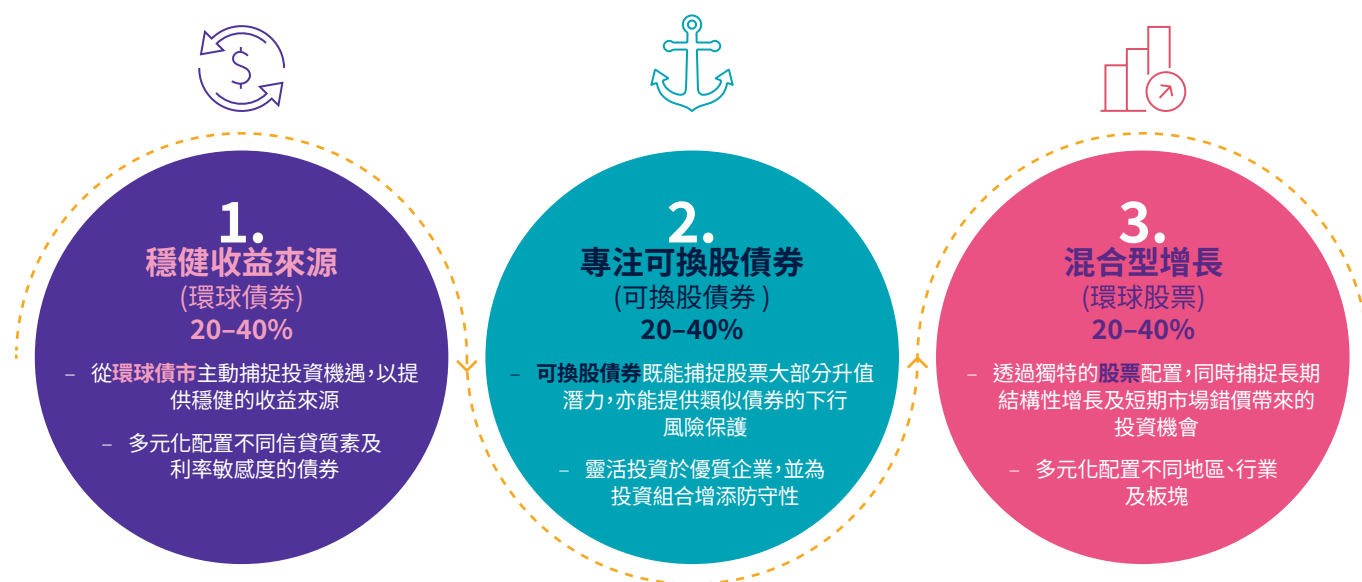 $
1.
穩健收益來源
(環球債券)
20–40%
– 從環球債市主動捕捉投資機遇,以提
供穩健的收益來源
– 多元化配置不同信貸質素及
利率敏感度的債券
2.
專注可換股債券
(可換股債券 )
20–40%
– 可換股債券既能捕捉股票大部分升值
潛力,亦能提供類似債券的下行
風險保護
– 靈活投資於優質企業,並為
投資組合增添防守性
3.
混合型增長
(環球股票)
20–40%
– 透過獨特的股票配置,同時捕捉長期
結構性增長及短期市場錯價帶來的
投資機會
– 多元化配置不同地區、行業
及板塊